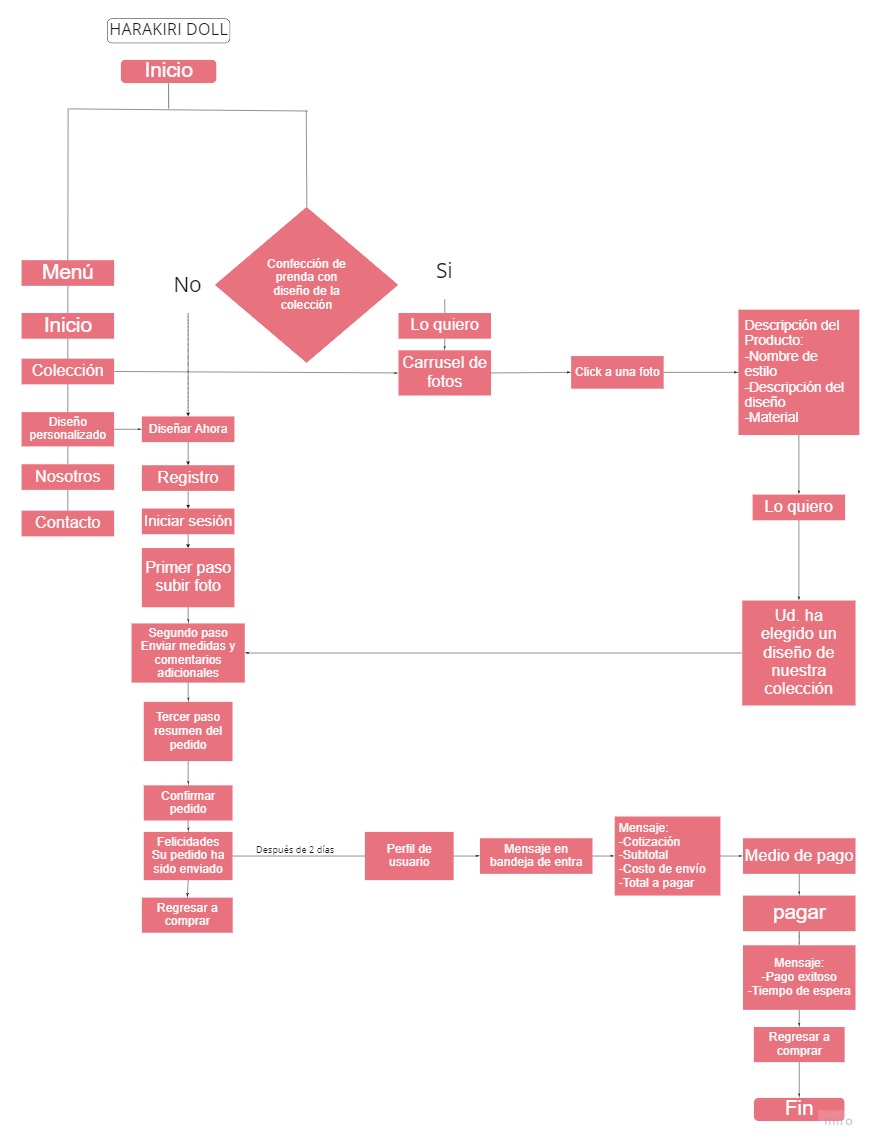 HARAKIRI DOLL
Inicio
Confección de
prenda con
diseño de la
colección
No
Si
Menú
Inicio
Colección
Diseño
personalizado
Nosotros
Contacto
Lo quiero
Carrusel de
fotos
Click a una foto
Descripción del
Producto:
-Nombre de
estilo
-Descripción del
diseño
-Material
Lo quiero
Ud. ha
elegido un
diseño de
nuestra
colección
Diseñar Ahora
Registro
Iniciar sesión
Primer paso
subir foto
Segundo paso
Enviar medidas y
comentarios
adicionales
Tercer paso
resumen del
pedido
Confirmar
pedido
Felicidades
Su pedido ha
sido enviado
Regresar a
comprar
Después de 2 días
Perfil de
usuario
Mensaje en
bandeja de entra
Mensaje:
-Cotización
-Subtotal
-Costo de envío
-Total a pagar
Medio de pago
pagar
Mensaje:
-Pago exitoso
-Tiempo de espera
Regresar a
comprar
Fin
miro